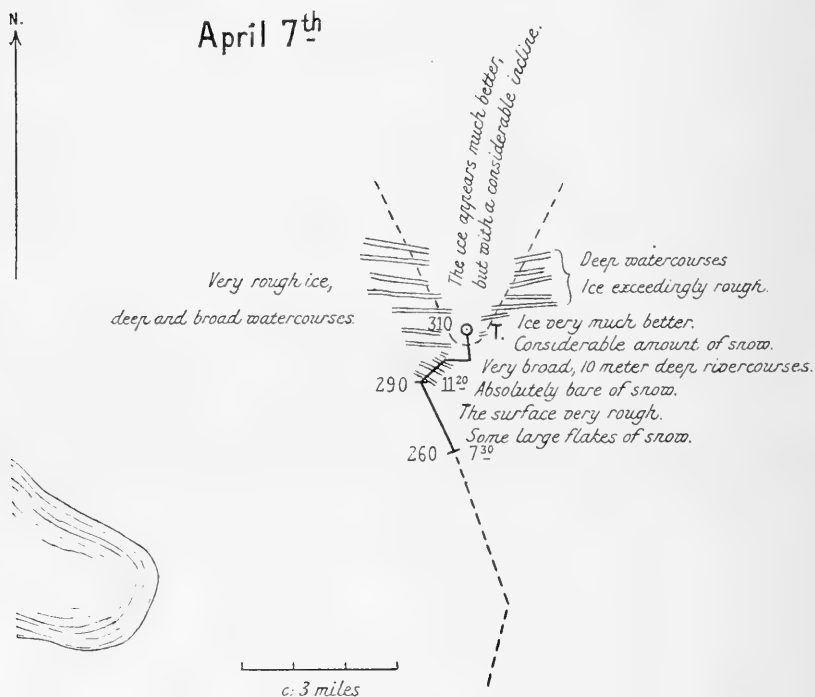 N.
April 7th
The ice appears much better,
but with a considerable incline.
Very rough ice,
deep and broad watercourses.
Deep watercourses
Ice exceedingly rough.
310
T.
Ice very much better.
Considerable amount of snow.
Very broad, 10 meter deep rivercourses.
290
11 20
Absolutely bare of snow.
The surface very rough.
Some large flakes of snow.
260
7 30
c: 3 miles